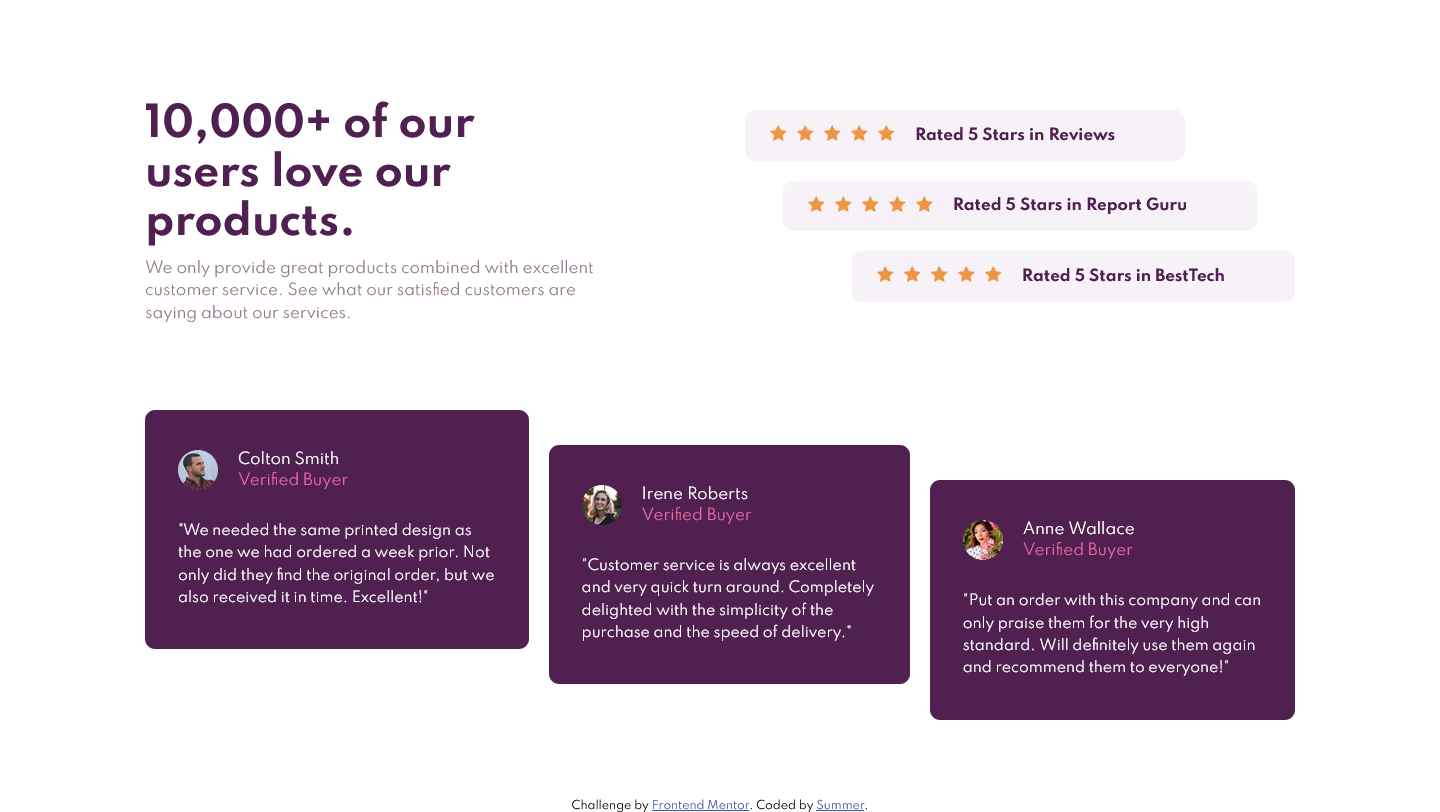 10,000+ of our
users love our
products.
We only provide great products combined with excellent
customer service. See what our satisfied customers are
saying about our services.
Rated 5 Stars in Reviews
Rated 5 Stars in Report Guru
Rated 5 Stars in BestTech
Colton Smith
Verified Buyer
"We needed the same printed design as
the one we had ordered a week prior. Not
only did they find the original order, but we
also received it in time. Excellent!"
Irene Roberts
Verified Buyer
"Customer service is always excellent
and very quick turn around. Completely
delighted with the simplicity of the
purchase and the speed of delivery."
Anne Wallace
Verified Buyer
"Put an order with this company and can
only praise them for the very high
standard. Will definitely use them again
and recommend them to everyone!"
Challenge by Frontend Mentor. Coded by Summer.